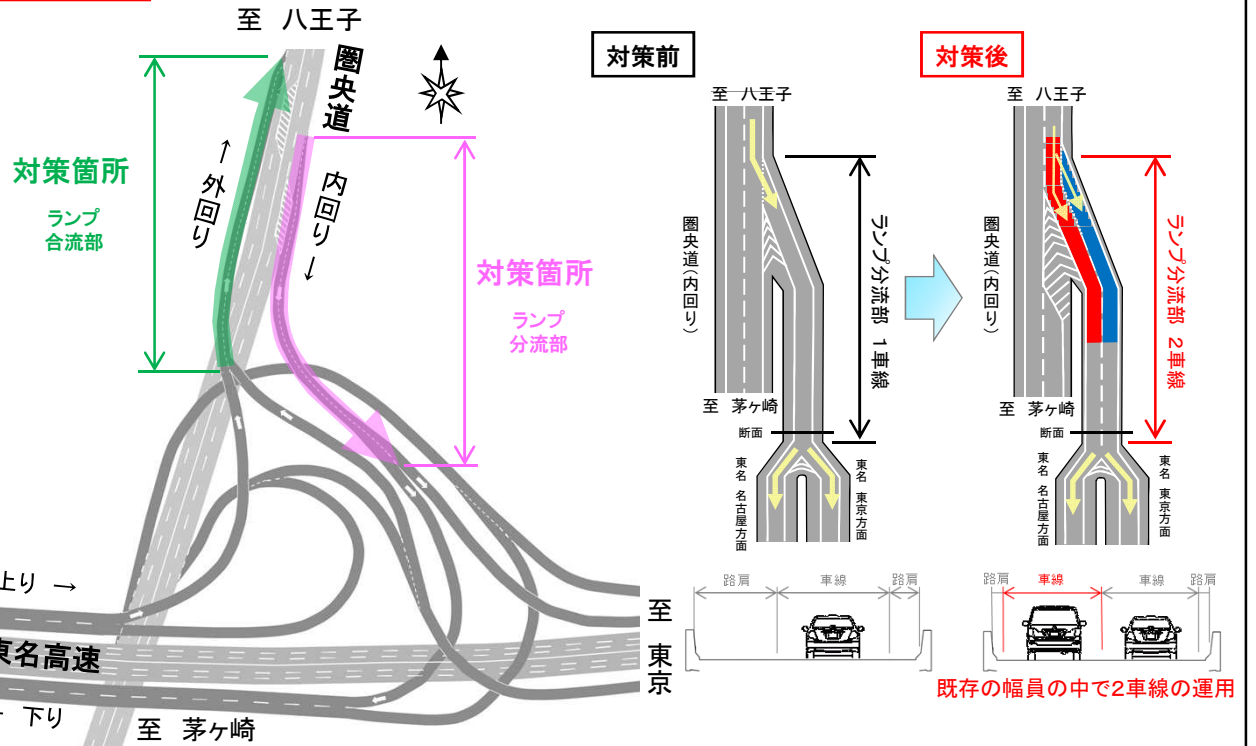 至 八王子
圏央道
対策箇所
ランプ
合流部
↑ 外回り
内回り ↓
対策箇所
ランプ
分流部
上り →
東名高速
下り
至 茅ヶ崎
至 東京
対策前
至 八王子
圏央道(内回り)
ランプ分流部 1車線
至 茅ヶ崎
断面
東名 名古屋方面
東名 東京方面
路肩
車線
路肩
対策後
至 八王子
圏央道(内回り)
ランプ分流部 2車線
至 茅ヶ崎
断面
東名 名古屋方面
東名 東京方面
路肩
車線
車線
路肩
既存の幅員の中で2車線の運用